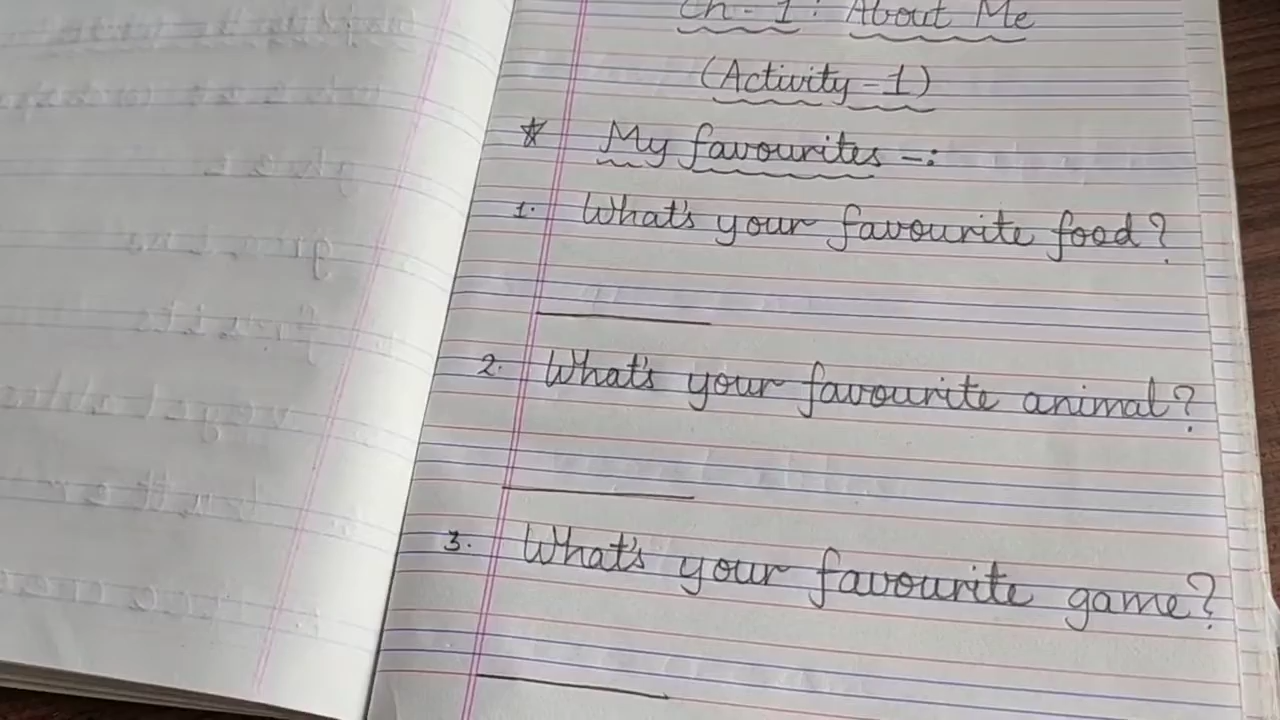 Ch - 1 : About Me
(Activity - 1)
☆ My favourites -:
1. What's your favourite food?
2. What's your favourite animal?
3. What's your favourite game?